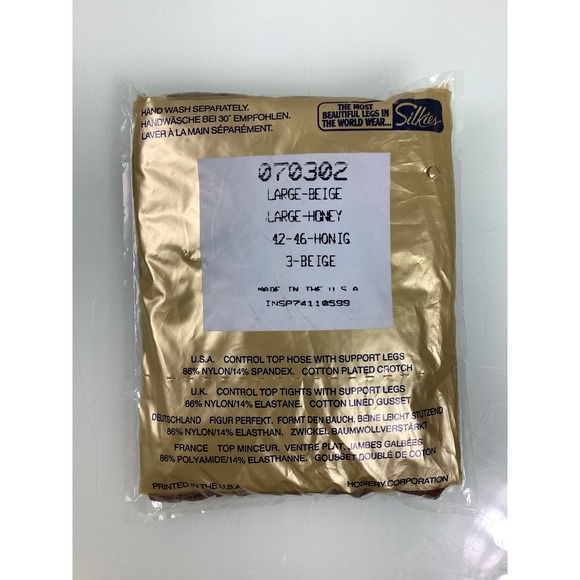 HAND WASH SEPARATELY.
HANDWÄSCHE BEI 30° EMPFOHLEN.
LAVER À LA MAIN SÉPARÉMENT.
THE MOST
BEAUTIFUL LEGS IN
THE WORLD WEAR...
Silkies
070302
LARGE-BEIGE
LARGE-HONEY
42-46-HONIG
3-BEIGE
MADE IN THE U S A
INSP74110599
U.S.A. CONTROL TOP HOSE WITH SUPPORT LEGS
86% NYLON/14% SPANDEX. COTTON PLATED CROTCH
U.K. CONTROL TOP TIGHTS WITH SUPPORT LEGS
86% NYLON/14% ELASTANE. COTTON LINED GUSSET
DEUTSCHLAND FIGUR PERFEKT. FORMT DEN BAUCH, BEINE LEICHT STÜTZEND
86% NYLON/14% ELASTHAN. ZWICKEL BAUMWOLLVERSTÄRKT
FRANCE TOP MINCEUR. VENTRE PLAT. JAMBES GALBÉES
86% POLYAMIDE/14% ELASTHANNE. GOUSSET DOUBLÉ DE COTON
PRINTED IN THE U.S.A.
HOSIERY CORPORATION